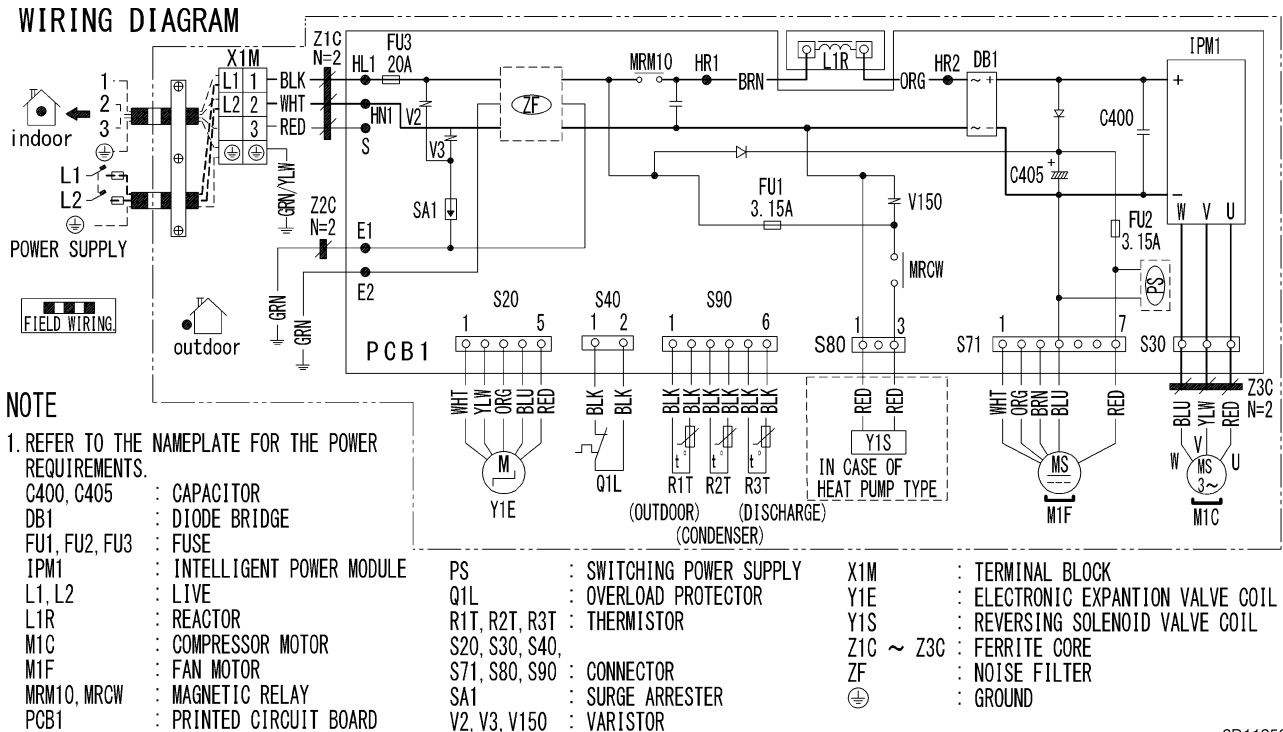 WIRING DIAGRAM
Z1C
N=2
FU3
20A
X1M
HL1
L1 1 BLK
L2 2 WHT
3 RED
HN1
S
1
2
3
indoor
L1
L2
POWER SUPPLY
GRN/YLW
Z2C
N=2
E1
E2
GRN
GRN
FIELD WIRING.
outdoor
V2
V3
SA1
ZF
MRM10
HR1
BRN
L1R
ORG
HR2
DB1
~ +
~ -
IPM1
+
-
C400
C405
+
W V U
FU1
3.15A
V150
MRCW
FU2
3.15A
PS
PCB1
S20
1 5
S40
1 2
S90
1 6
S80
1 3
S71
1 7
S30
WHT YLW ORG BLU RED
BLK BLK
BLK BLK BLK BLK BLK BLK
RED RED
WHT ORG BRN BLU RED
BLU YLW RED
Z3C
N=2
M
Y1E
Q1L
t° t° t°
R1T R2T R3T
(OUTDOOR) (DISCHARGE)
(CONDENSER)
Y1S
IN CASE OF
HEAT PUMP TYPE
MS
M1F
W V U
MS
3~
M1C
NOTE
1. REFER TO THE NAMEPLATE FOR THE POWER
REQUIREMENTS.
C400, C405 : CAPACITOR
DB1 : DIODE BRIDGE
FU1, FU2, FU3 : FUSE
IPM1 : INTELLIGENT POWER MODULE
L1, L2 : LIVE
L1R : REACTOR
M1C : COMPRESSOR MOTOR
M1F : FAN MOTOR
MRM10, MRCW : MAGNETIC RELAY
PCB1 : PRINTED CIRCUIT BOARD
PS : SWITCHING POWER SUPPLY
Q1L : OVERLOAD PROTECTOR
R1T, R2T, R3T : THERMISTOR
S20, S30, S40,
S71, S80, S90 : CONNECTOR
SA1 : SURGE ARRESTER
V2, V3, V150 : VARISTOR
X1M : TERMINAL BLOCK
Y1E : ELECTRONIC EXPANTION VALVE COIL
Y1S : REVERSING SOLENOID VALVE COIL
Z1C ~ Z3C : FERRITE CORE
ZF : NOISE FILTER
⏚ : GROUND